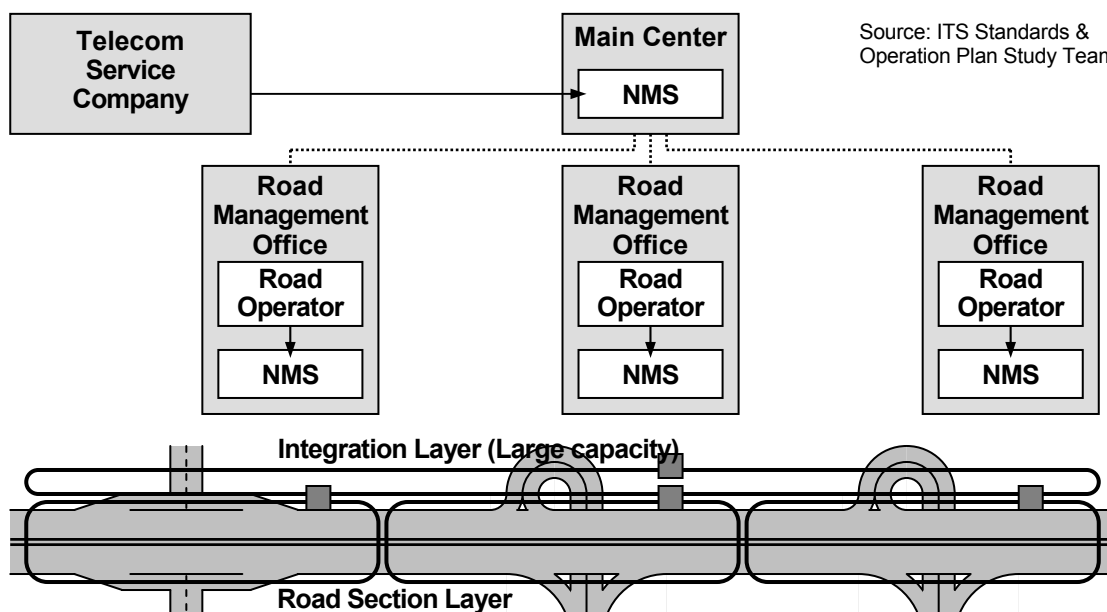 Telecom
Service
Company
Main Center
NMS
Source: ITS Standards &
Operation Plan Study Team
Road
Management
Office
Road
Operator
NMS
Road
Management
Office
Road
Operator
NMS
Road
Management
Office
Road
Operator
NMS
Integration Layer (Large capacity)
Road Section Layer